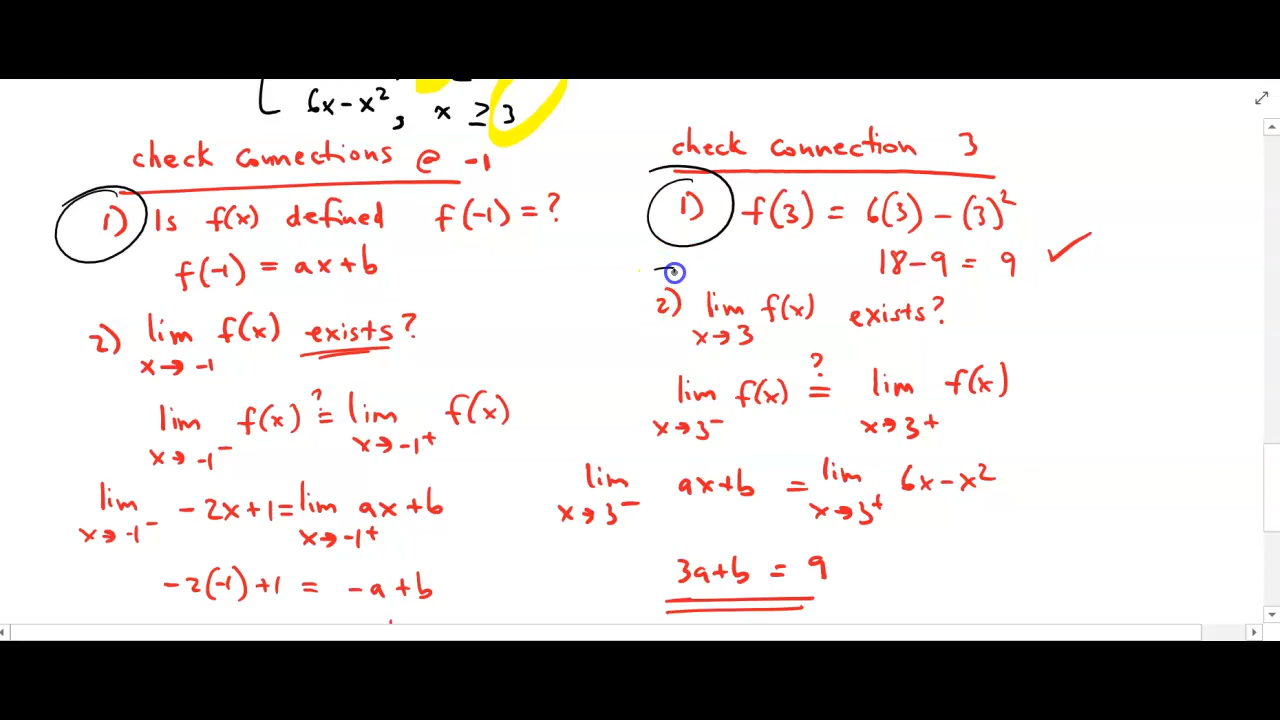 6x-x², x ≥ 3
check connections @ -1
1) Is f(x) defined f(-1) = ?
f(-1) = ax+b
2) lim f(x) exists?
x→-1
lim f(x) ?= lim f(x)
x→-1⁻ x→-1⁺
lim -2x+1 = lim ax+b
x→-1⁻ x→-1⁺
-2(-1)+1 = -a+b
check connection 3
1) f(3) = 6(3) - (3)²
18-9 = 9 ✓
2) lim f(x) exists?
x→3
lim f(x) ?= lim f(x)
x→3⁻ x→3⁺
lim ax+b = lim 6x-x²
x→3⁻ x→3⁺
3a+b = 9